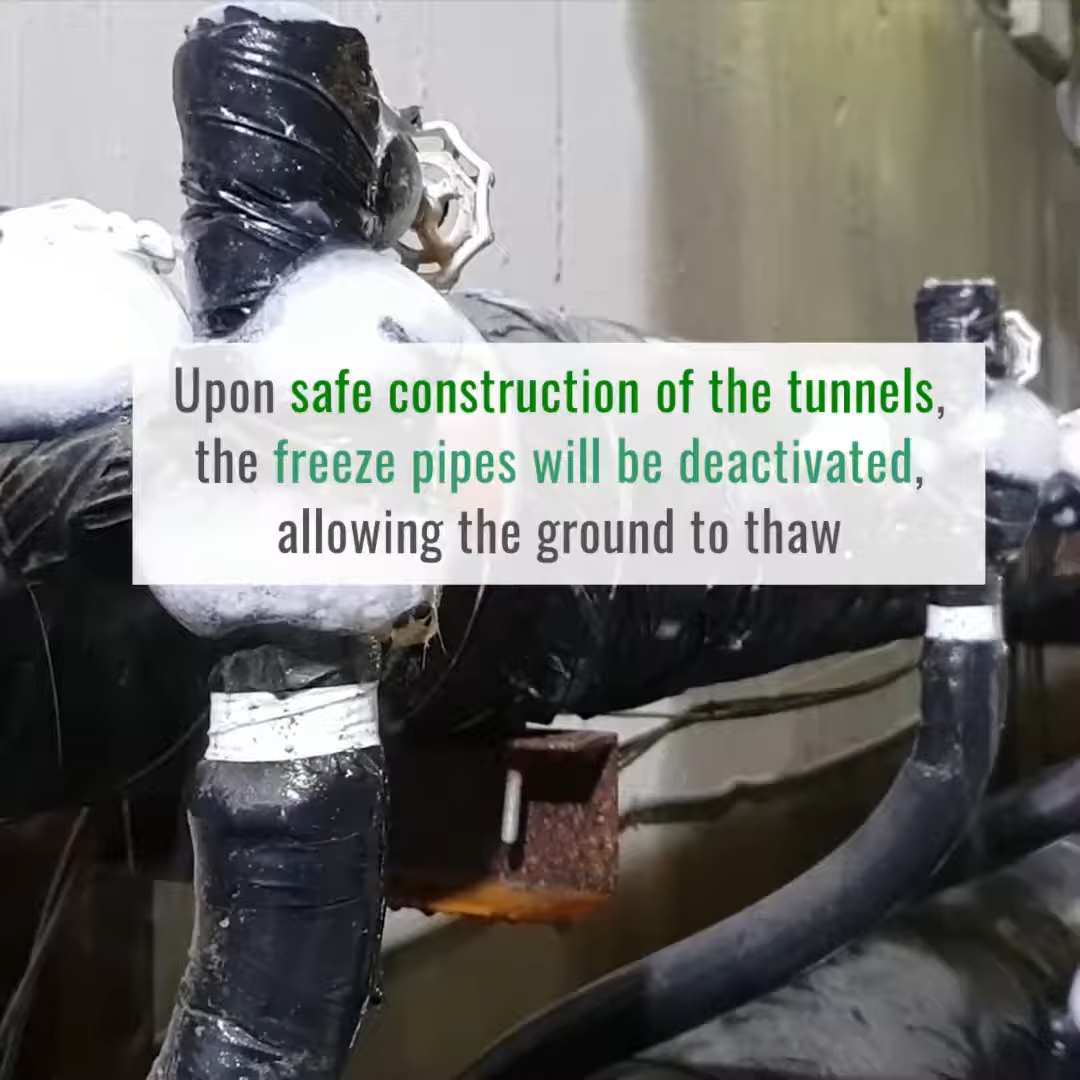 Upon safe construction of the tunnels,
the freeze pipes will be deactivated,
allowing the ground to thaw